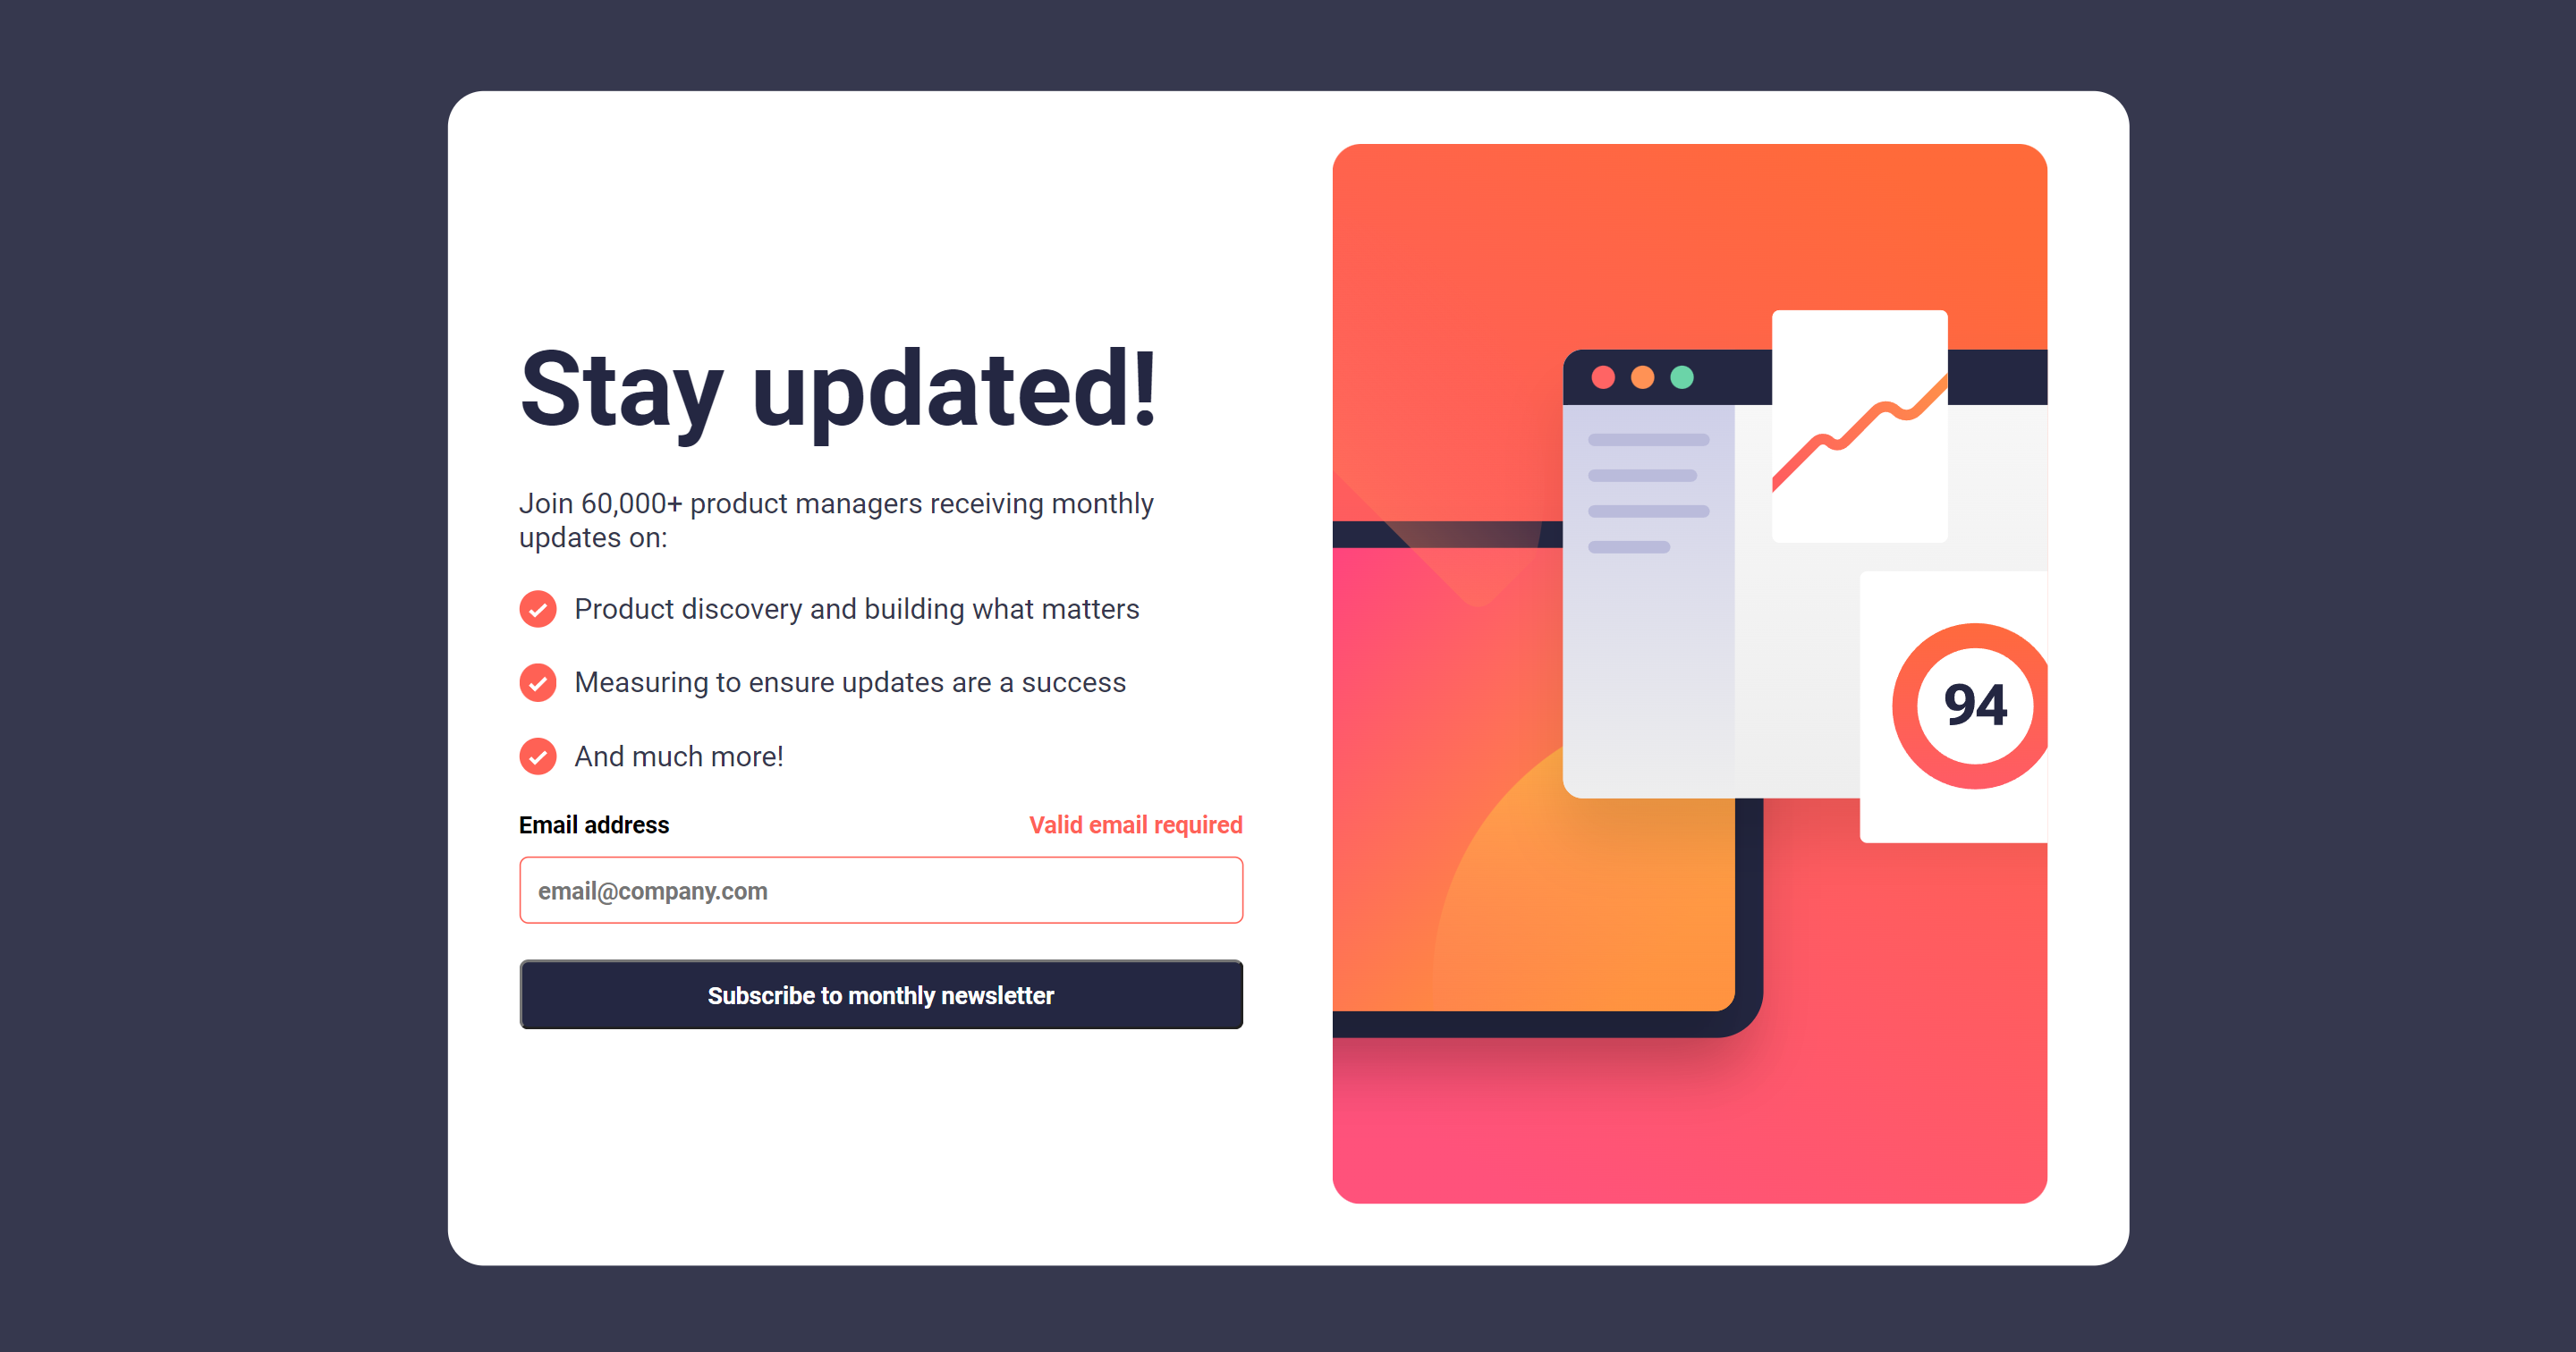 Stay updated!
Join 60,000+ product managers receiving monthly
updates on:
Product discovery and building what matters
Measuring to ensure updates are a success
And much more!
Email address
Valid email required
email@company.com
Subscribe to monthly newsletter
94